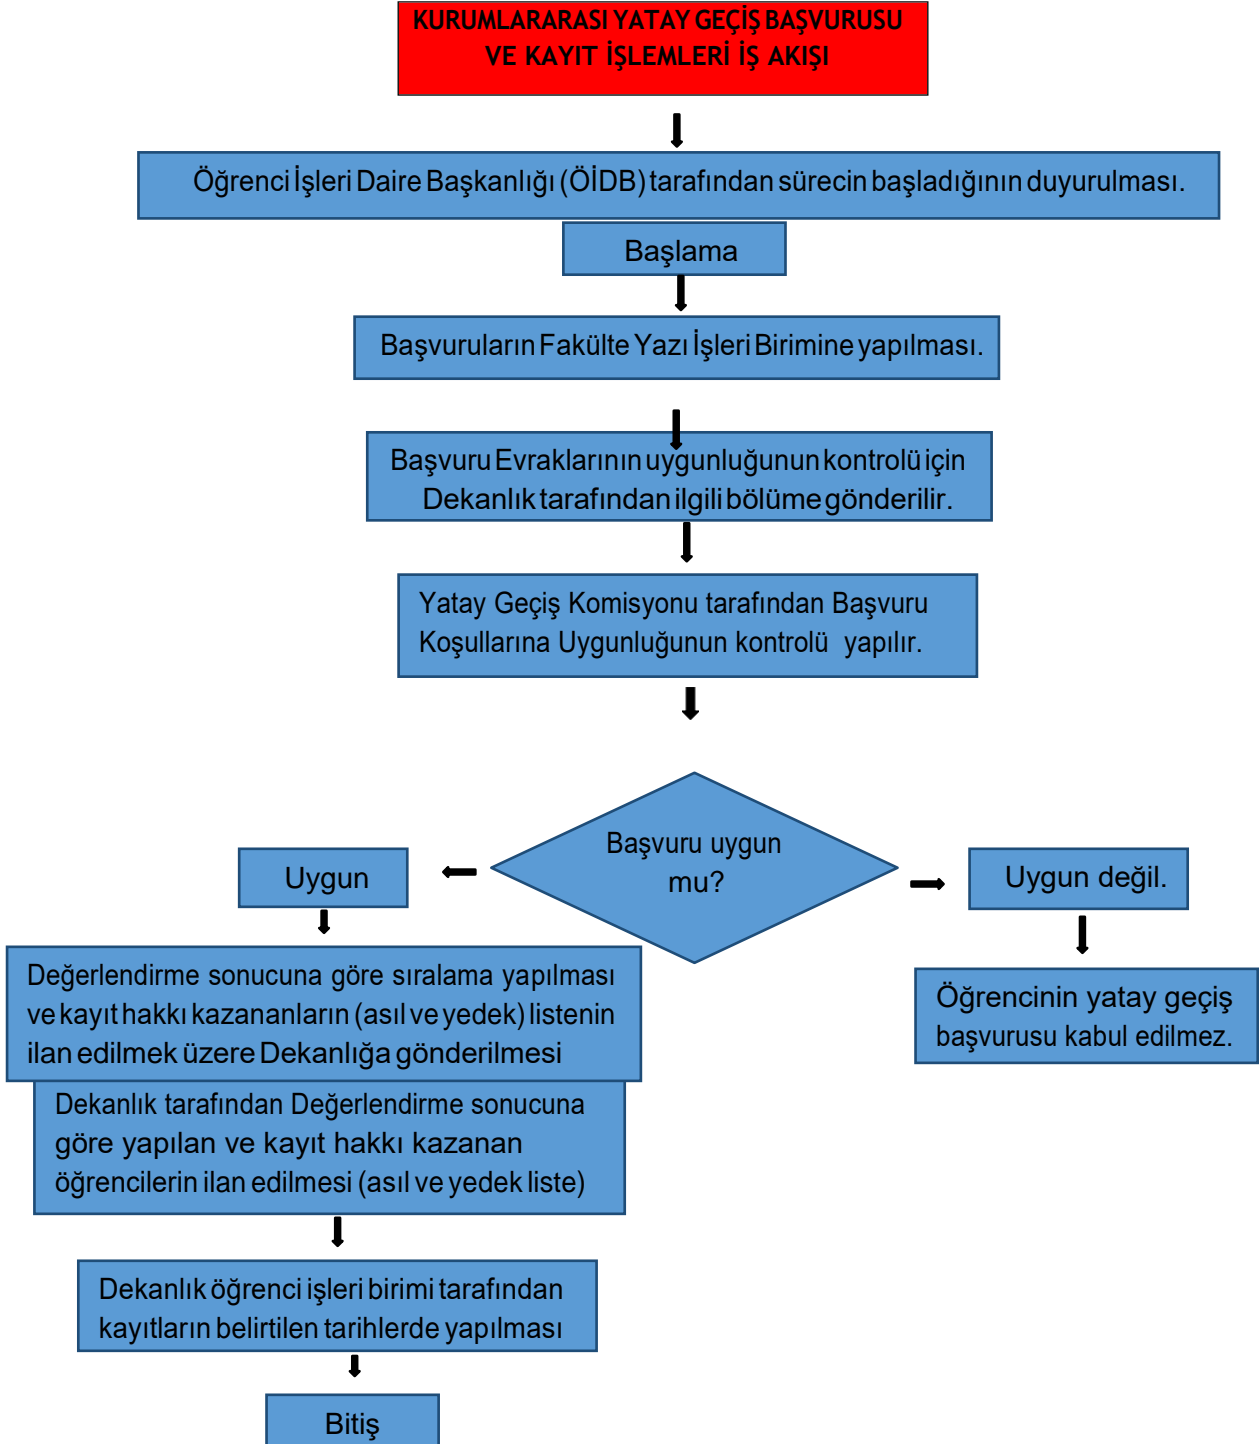 KURUMLARARASI YATAY GEÇİŞ BAŞVURUSU
VE KAYIT İŞLEMLERİ İŞ AKIŞI
Öğrenci İşleri Daire Başkanlığı (ÖİDB) tarafından sürecin başladığının duyurulması.
Başlama
Başvuruların Fakülte Yazı İşleri Birimine yapılması.
Başvuru Evraklarının uygunluğunun kontrolü için
Dekanlık tarafından ilgili bölüme gönderilir.
Yatay Geçiş Komisyonu tarafından Başvuru
Koşullarına Uygunluğunun kontrolü yapılır.
Başvuru uygun
mu?
Uygun
Uygun değil.
Değerlendirme sonucuna göre sıralama yapılması
ve kayıt hakkı kazananların (asıl ve yedek) listenin
ilan edilmek üzere Dekanlığa gönderilmesi
Öğrencinin yatay geçiş
başvurusu kabul edilmez.
Dekanlık tarafından Değerlendirme sonucuna
göre yapılan ve kayıt hakkı kazanan
öğrencilerin ilan edilmesi (asıl ve yedek liste)
Dekanlık öğrenci işleri birimi tarafından
kayıtların belirtilen tarihlerde yapılması
Bitiş